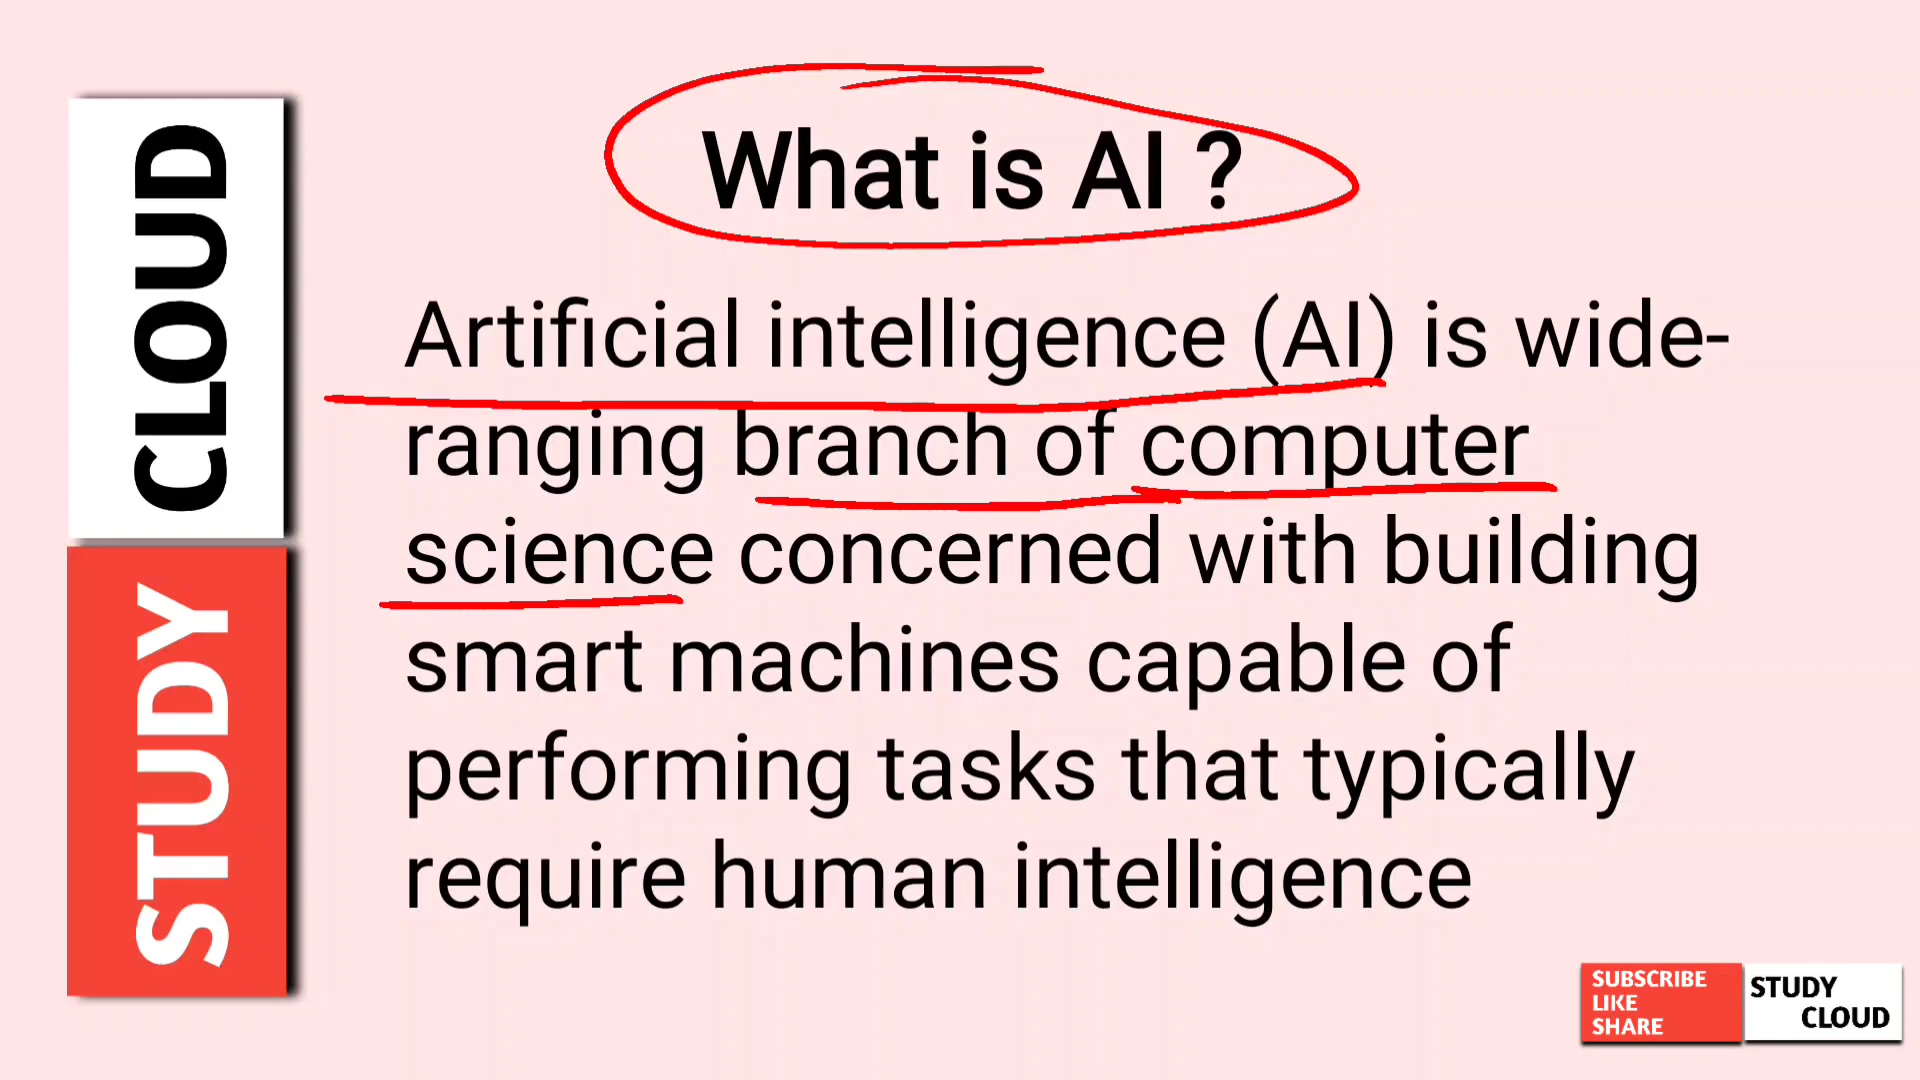 What is AI ?
Artificial intelligence (AI) is wide-
ranging branch of computer
science concerned with building
smart machines capable of
performing tasks that typically
require human intelligence
STUDY CLOUD
SUBSCRIBE
LIKE
SHARE
STUDY
CLOUD